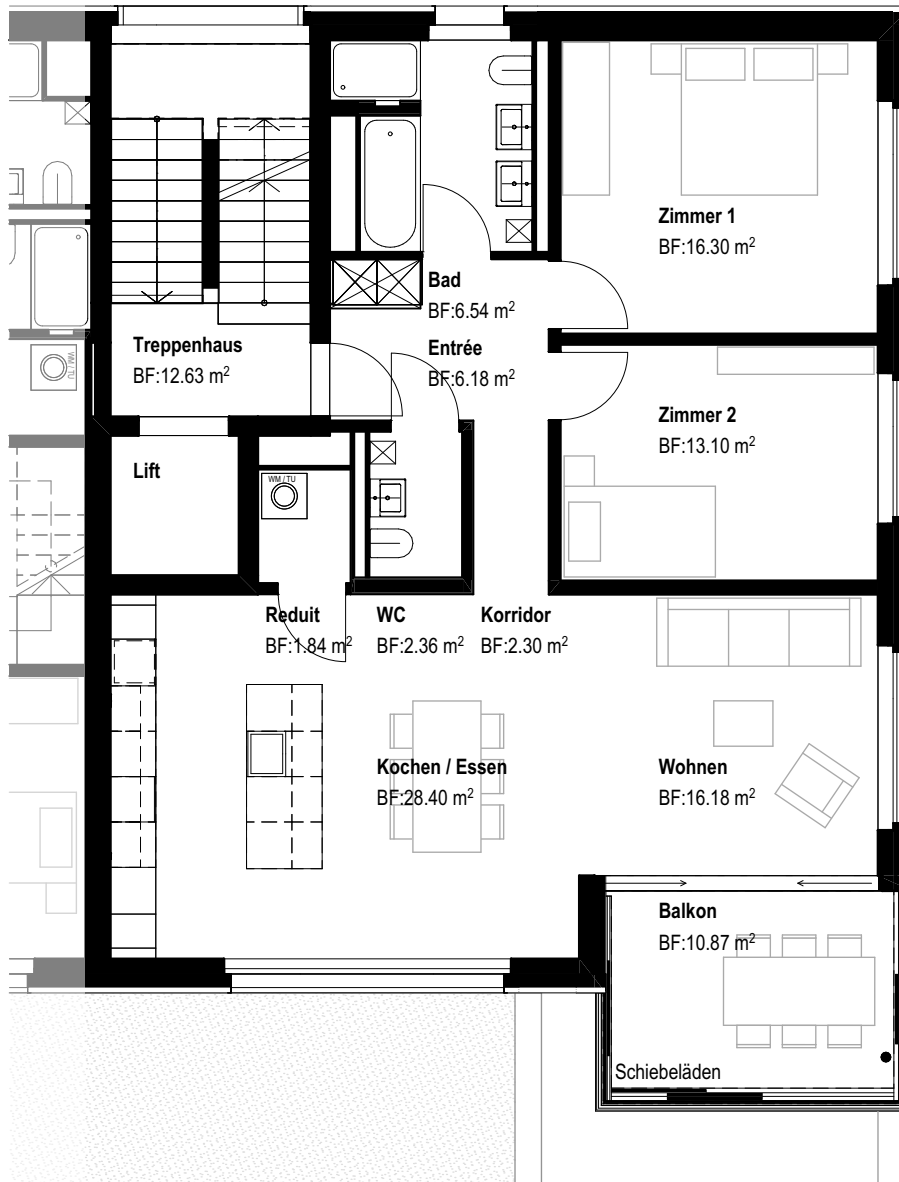 Zimmer 1
BF:16.30 m²
Bad
BF:6.54 m²
Treppenhaus
BF:12.63 m²
Entrée
BF:6.18 m²
WM / TU
Zimmer 2
BF:13.10 m²
Lift
WM / TU
Reduit
BF:1.84 m²
WC
BF:2.36 m²
Korridor
BF:2.30 m²
Kochen / Essen
BF:28.40 m²
Wohnen
BF:16.18 m²
Balkon
BF:10.87 m²
Schiebeläden